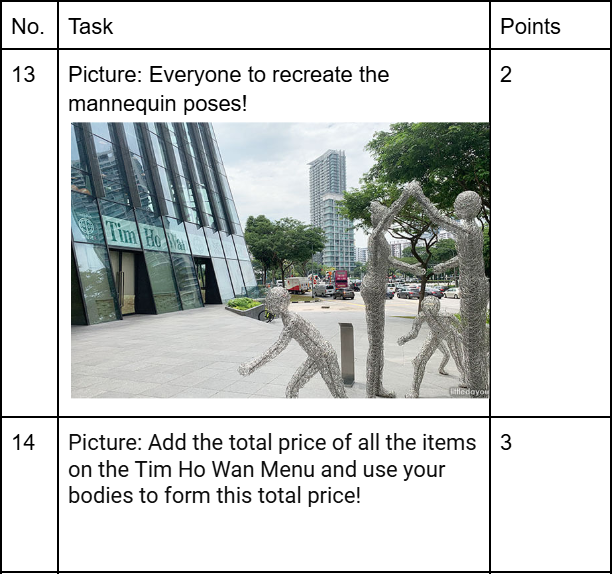 No. Task Points
13 Picture: Everyone to recreate the 2
mannequin poses!
Tim Ho Wan
14 Picture: Add the total price of all the items 3
on the Tim Ho Wan Menu and use your
bodies to form this total price!